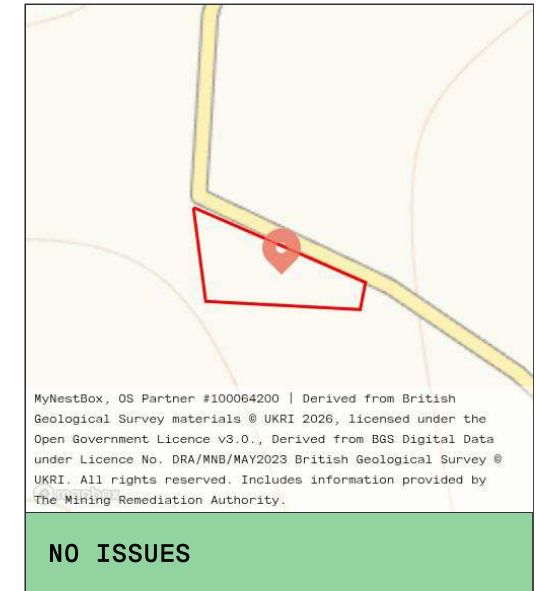 MyNestBox, OS Partner #100064200 | Derived from British
Geological Survey materials © UKRI 2026, licensed under the
Open Government Licence v3.0., Derived from BGS Digital Data
under Licence No. DRA/MNB/MAY2023 British Geological Survey ©
UKRI. All rights reserved. Includes information provided by
mapbox
The Mining Remediation Authority.
NO ISSUES